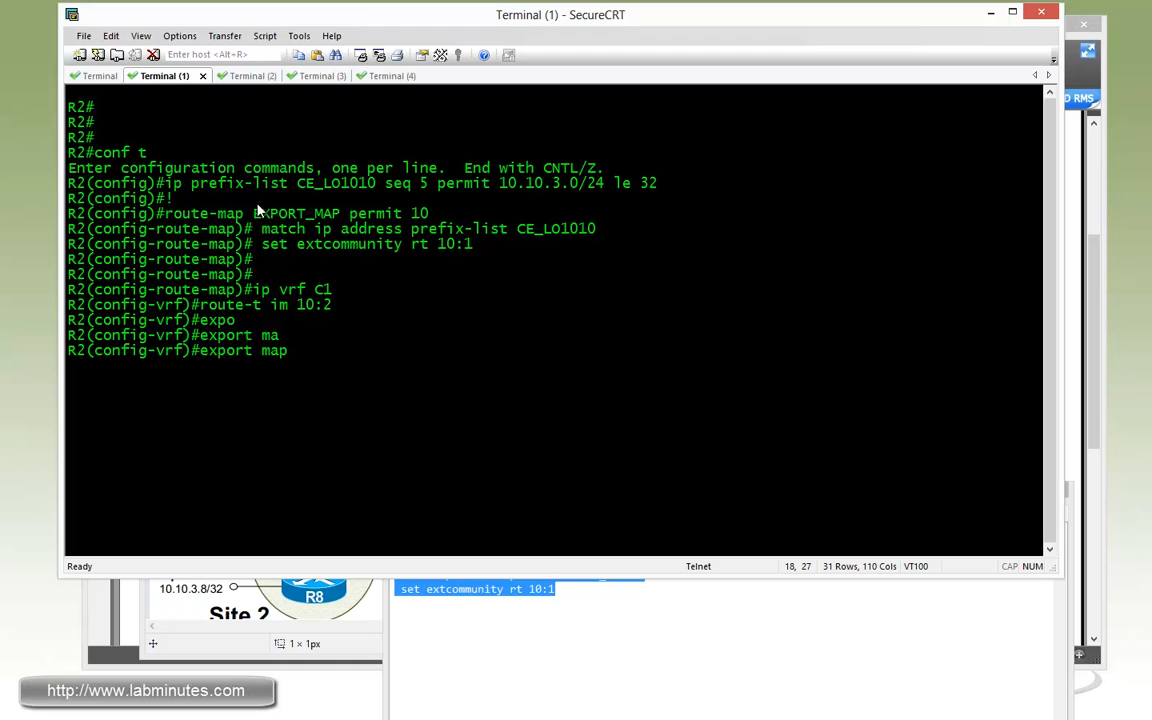 Terminal (1) - SecureCRT
File Edit View Options Transfer Script Tools Help
Enter host <Alt+R>
Terminal Terminal (1) Terminal (2) Terminal (3) Terminal (4)
D RMS
R2#
R2#
R2#
R2#conf t
Enter configuration commands, one per line.  End with CNTL/Z.
R2(config)#ip prefix-list CE_LO1010 seq 5 permit 10.10.3.0/24 le 32
R2(config)#!
R2(config)#route-map EXPORT_MAP permit 10
R2(config-route-map)# match ip address prefix-list CE_LO1010
R2(config-route-map)# set extcommunity rt 10:1
R2(config-route-map)#
R2(config-route-map)#
R2(config-route-map)#ip vrf C1
R2(config-vrf)#route-t im 10:2
R2(config-vrf)#expo
R2(config-vrf)#export ma
R2(config-vrf)#export map
Ready Telnet 18, 27 31 Rows, 110 Cols VT100 CAP NUM
10.10.3.8/32
R8
Site 2
set extcommunity rt 10:1
1 × 1px
http://www.labminutes.com